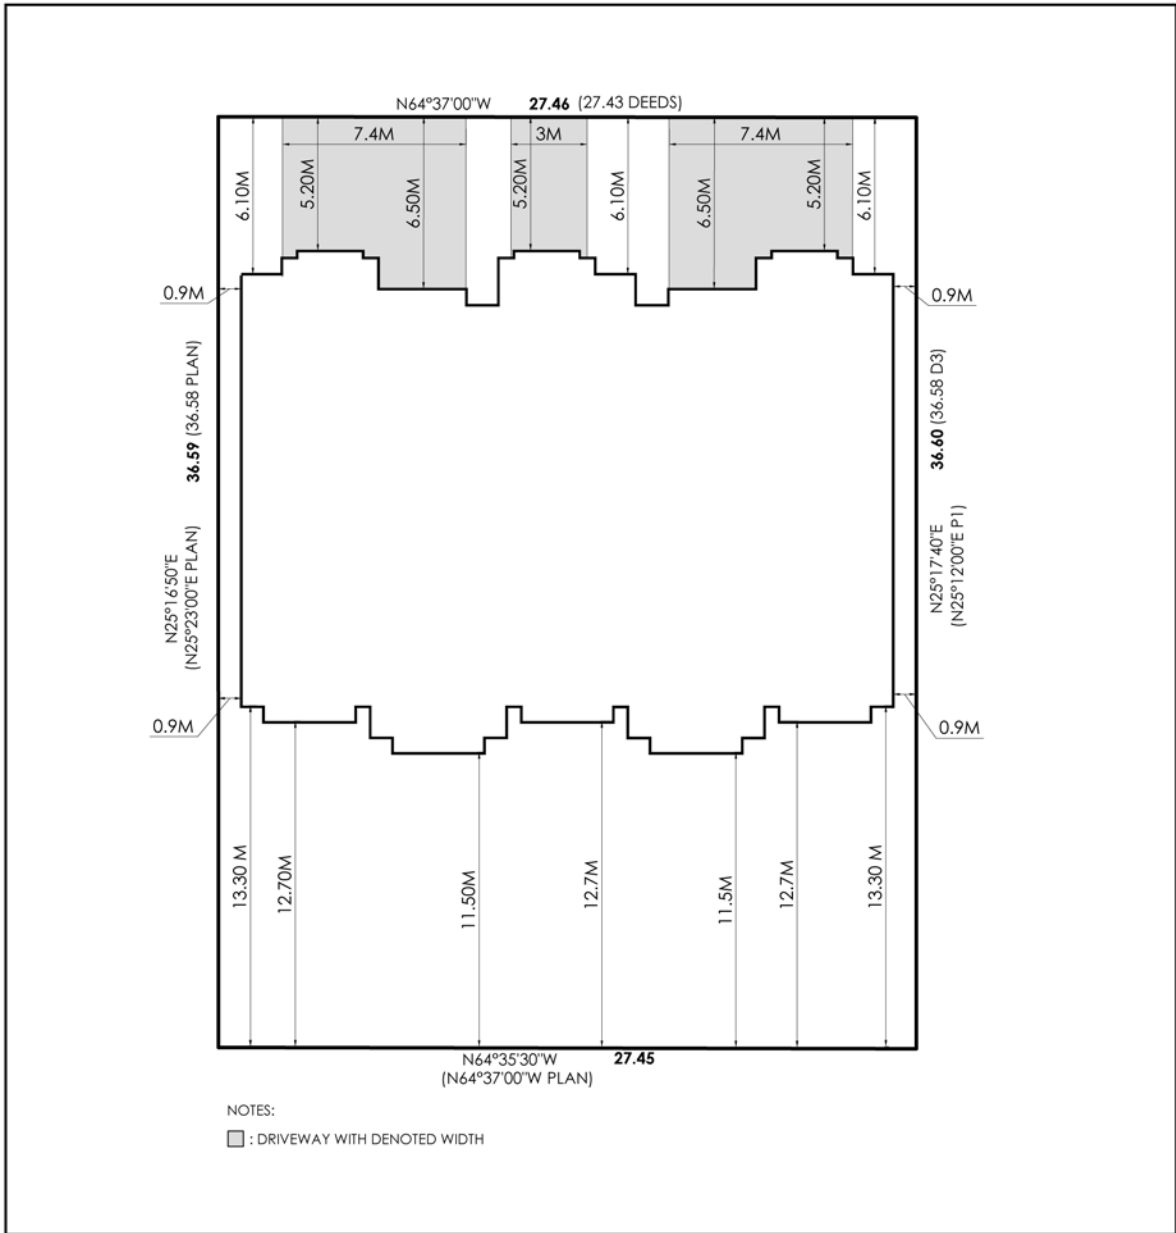 N64°37'00"W 27.46 (27.43 DEEDS)
7.4M 3M 7.4M
6.10M
5.20M
6.50M
5.20M
6.10M
6.50M
5.20M
6.10M
0.9M
0.9M
36.59 (36.58 PLAN)
N25°16'50"E
(N25°23'00"E PLAN)
36.60 (36.58 D3)
N25°17'40"E
(N25°12'00"E P1)
0.9M
0.9M
13.30 M
12.70M
11.50M
12.7M
11.5M
12.7M
13.30 M
N64°35'30"W 27.45
(N64°37'00"W PLAN)
NOTES:
: DRIVEWAY WITH DENOTED WIDTH